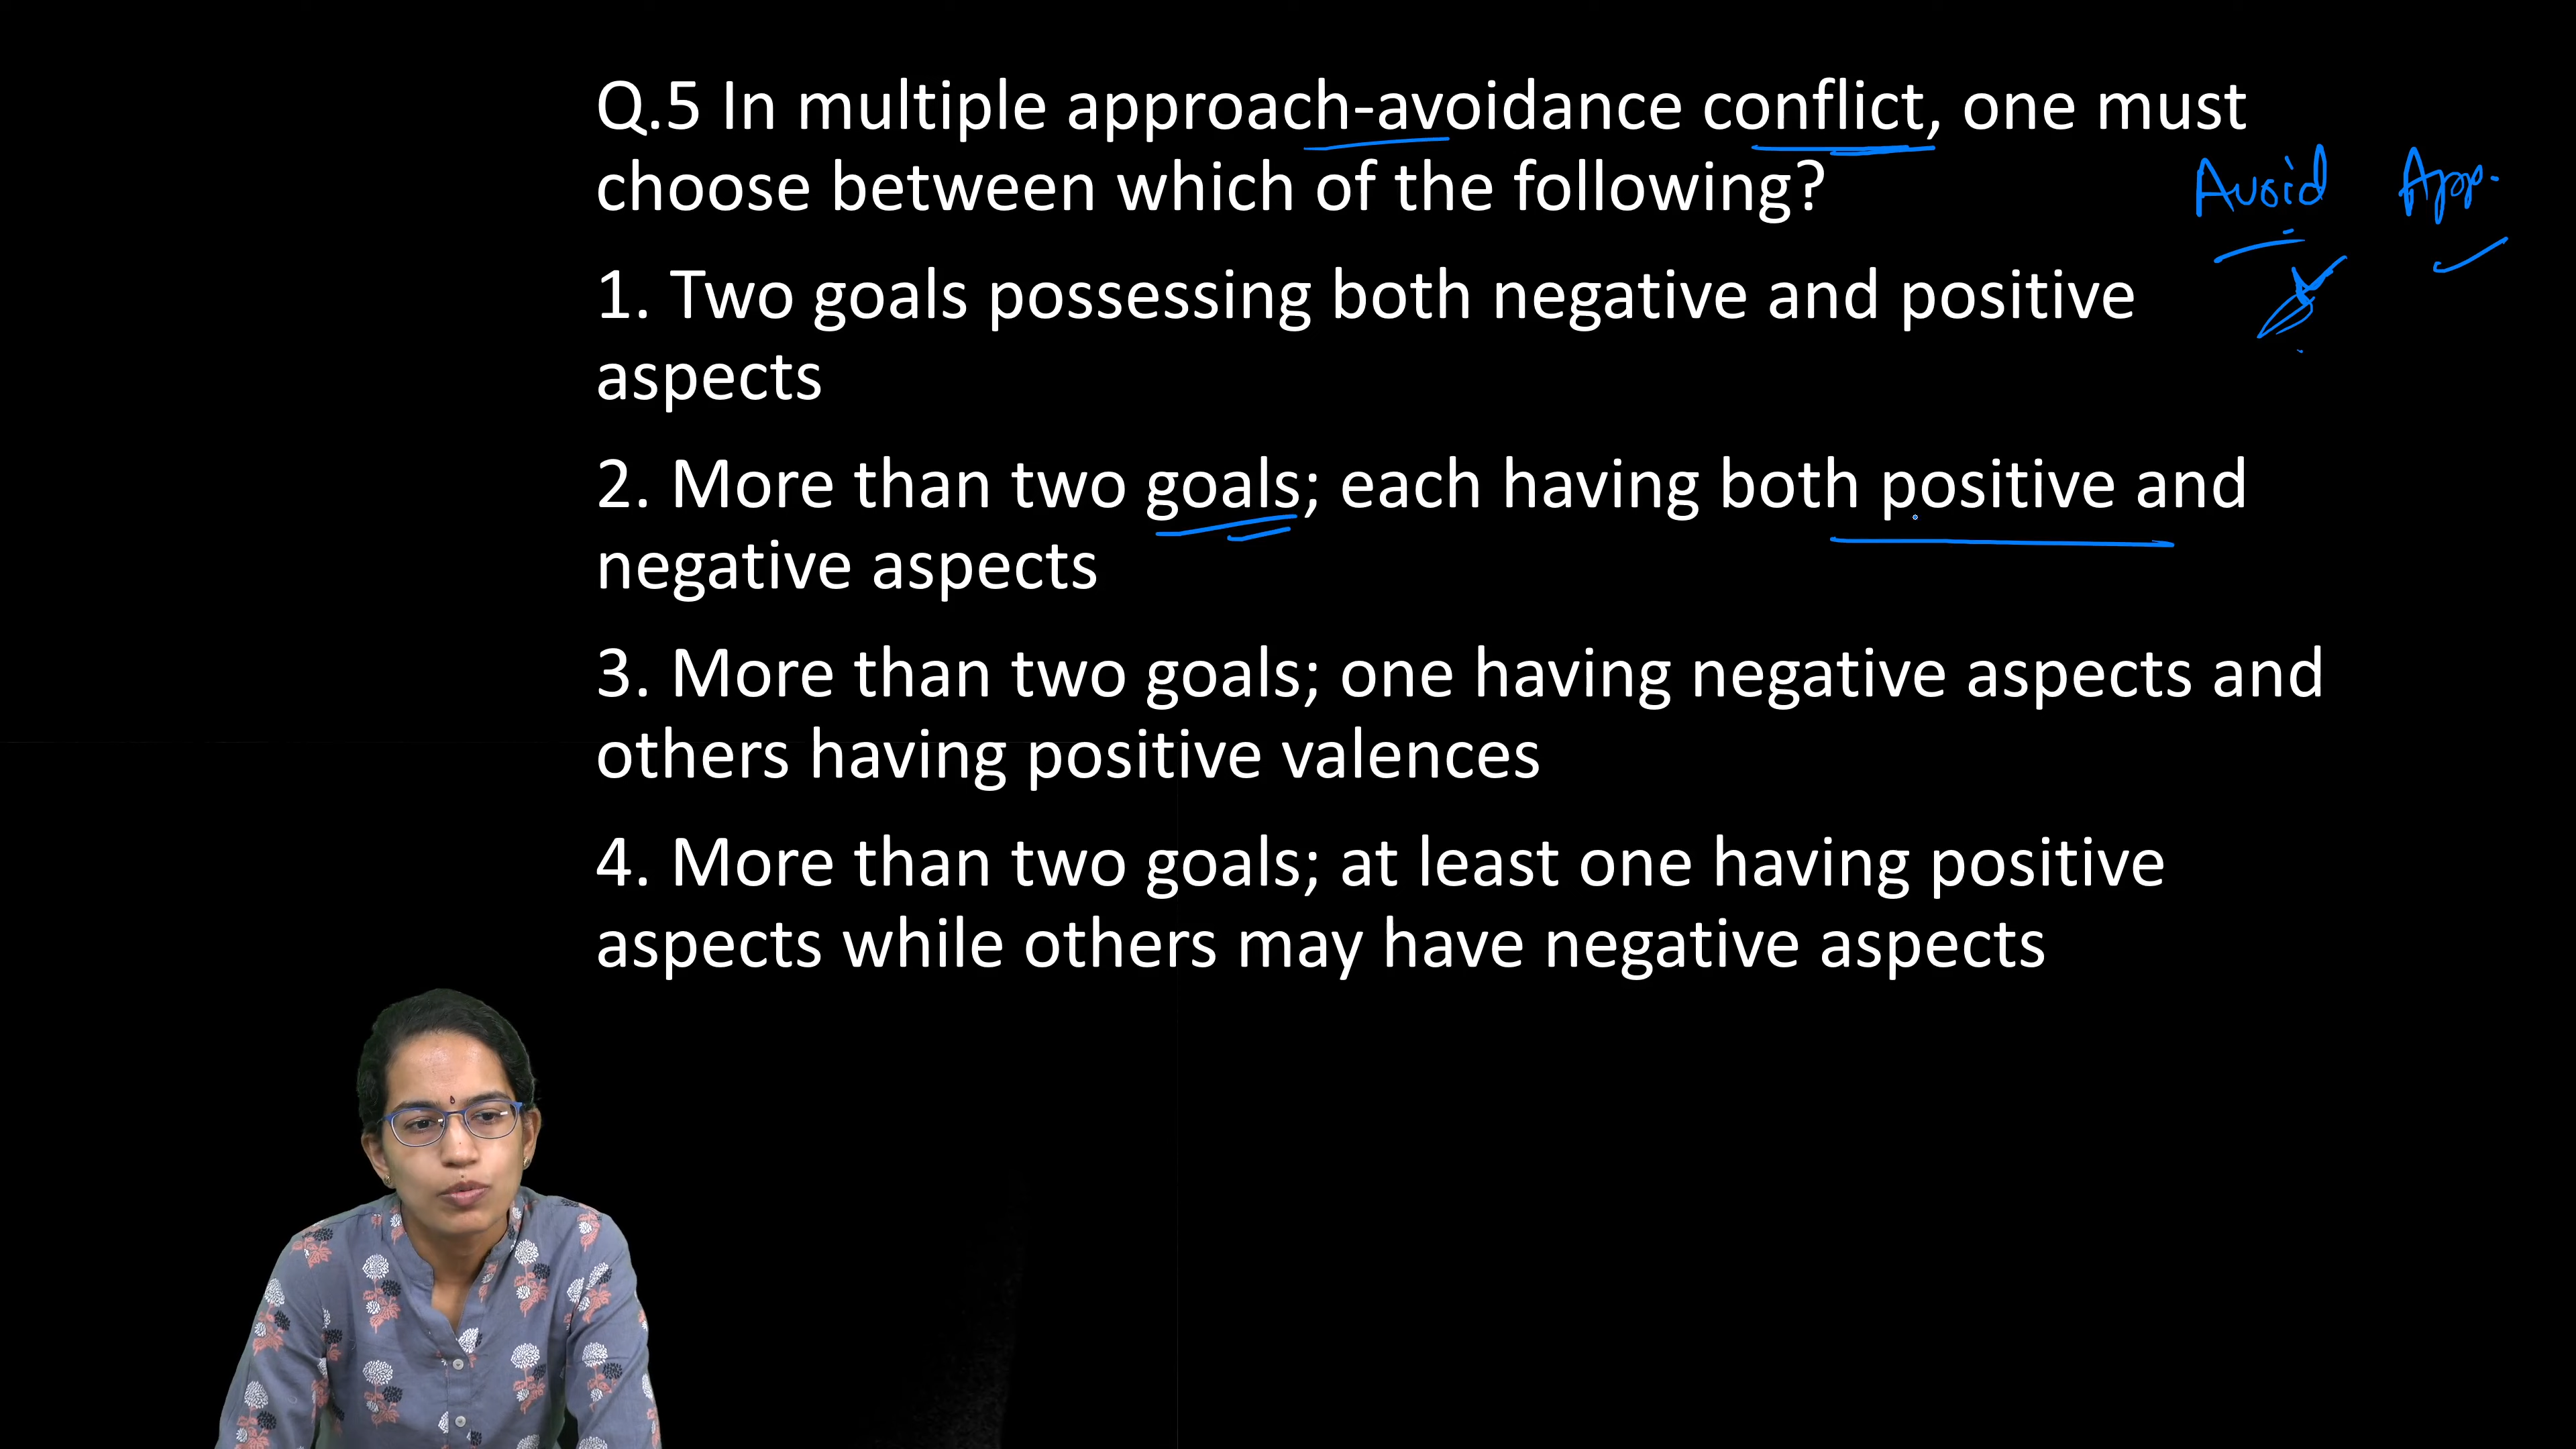 Q.5 In multiple approach-avoidance conflict, one must
choose between which of the following?
Avoid App.
1. Two goals possessing both negative and positive
aspects
2. More than two goals; each having both positive and
negative aspects
3. More than two goals; one having negative aspects and
others having positive valences
4. More than two goals; at least one having positive
aspects while others may have negative aspects